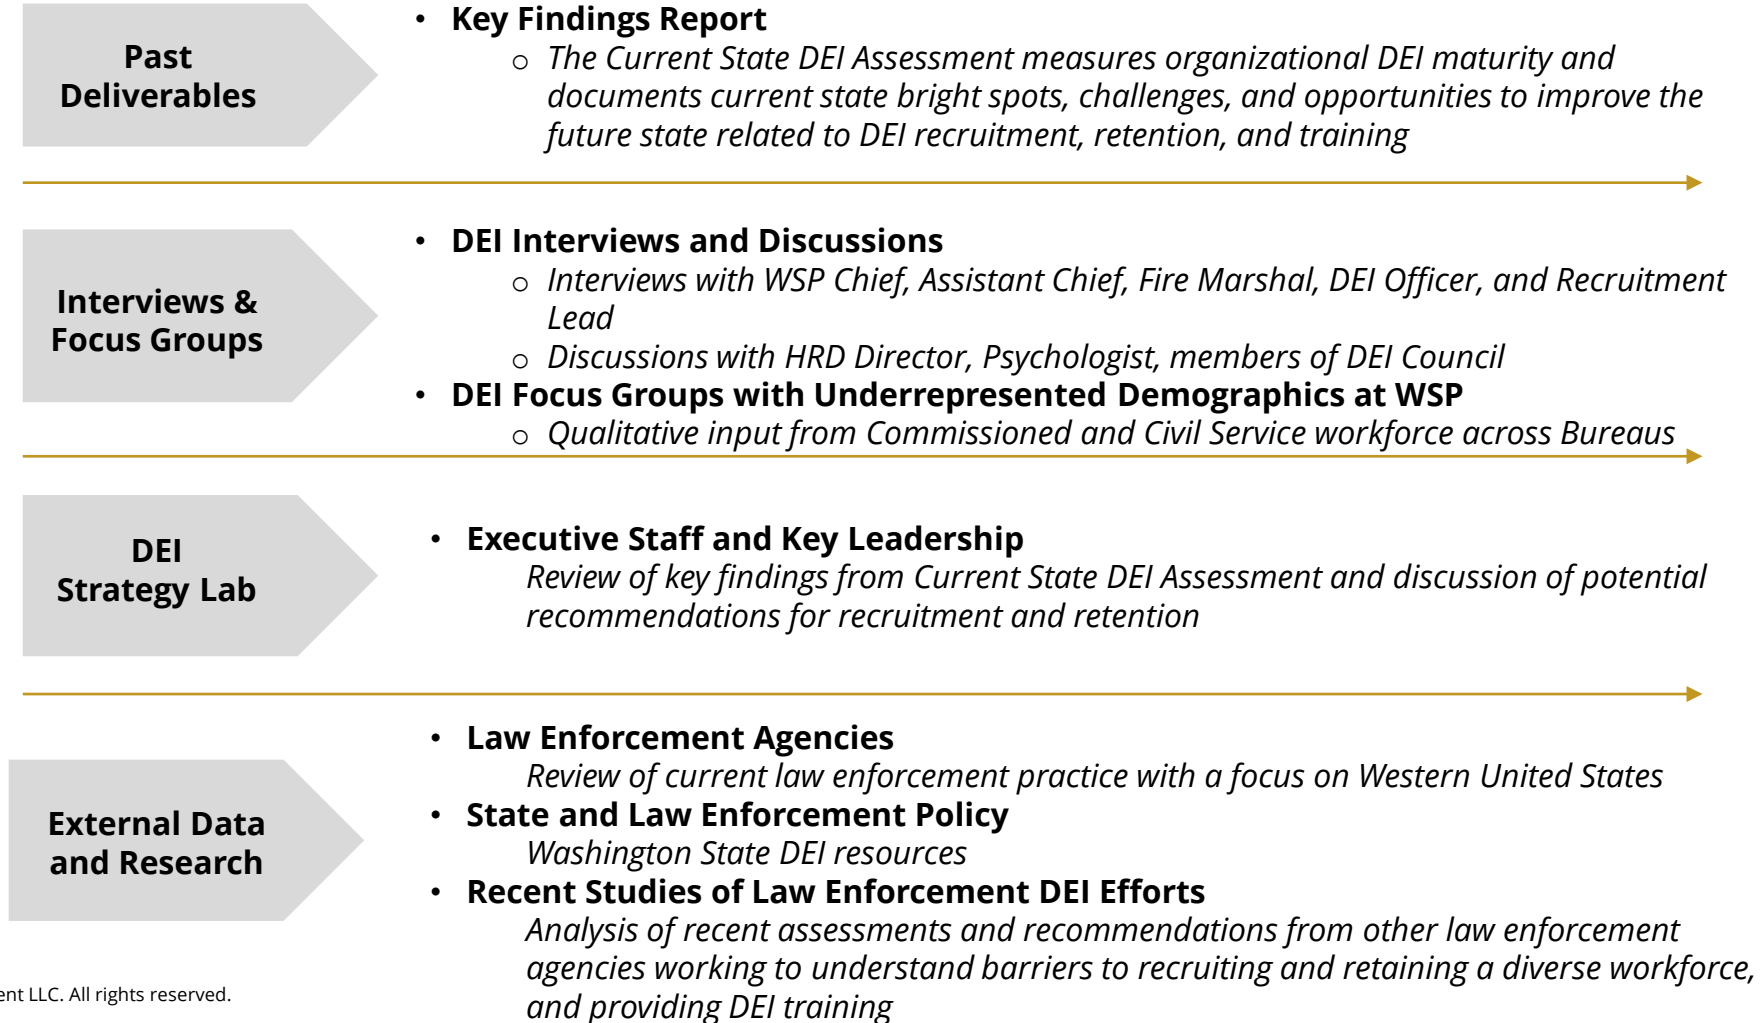 Past
Deliverables
• Key Findings Report
o The Current State DEI Assessment measures organizational DEI maturity and
documents current state bright spots, challenges, and opportunities to improve the
future state related to DEI recruitment, retention, and training
Interviews &
Focus Groups
• DEI Interviews and Discussions
o Interviews with WSP Chief, Assistant Chief, Fire Marshal, DEI Officer, and Recruitment
Lead
o Discussions with HRD Director, Psychologist, members of DEI Council
• DEI Focus Groups with Underrepresented Demographics at WSP
o Qualitative input from Commissioned and Civil Service workforce across Bureaus
DEI
Strategy Lab
• Executive Staff and Key Leadership
Review of key findings from Current State DEI Assessment and discussion of potential
recommendations for recruitment and retention
External Data
and Research
• Law Enforcement Agencies
Review of current law enforcement practice with a focus on Western United States
• State and Law Enforcement Policy
Washington State DEI resources
• Recent Studies of Law Enforcement DEI Efforts
Analysis of recent assessments and recommendations from other law enforcement
agencies working to understand barriers to recruiting and retaining a diverse workforce,
and providing DEI training
ent LLC. All rights reserved.